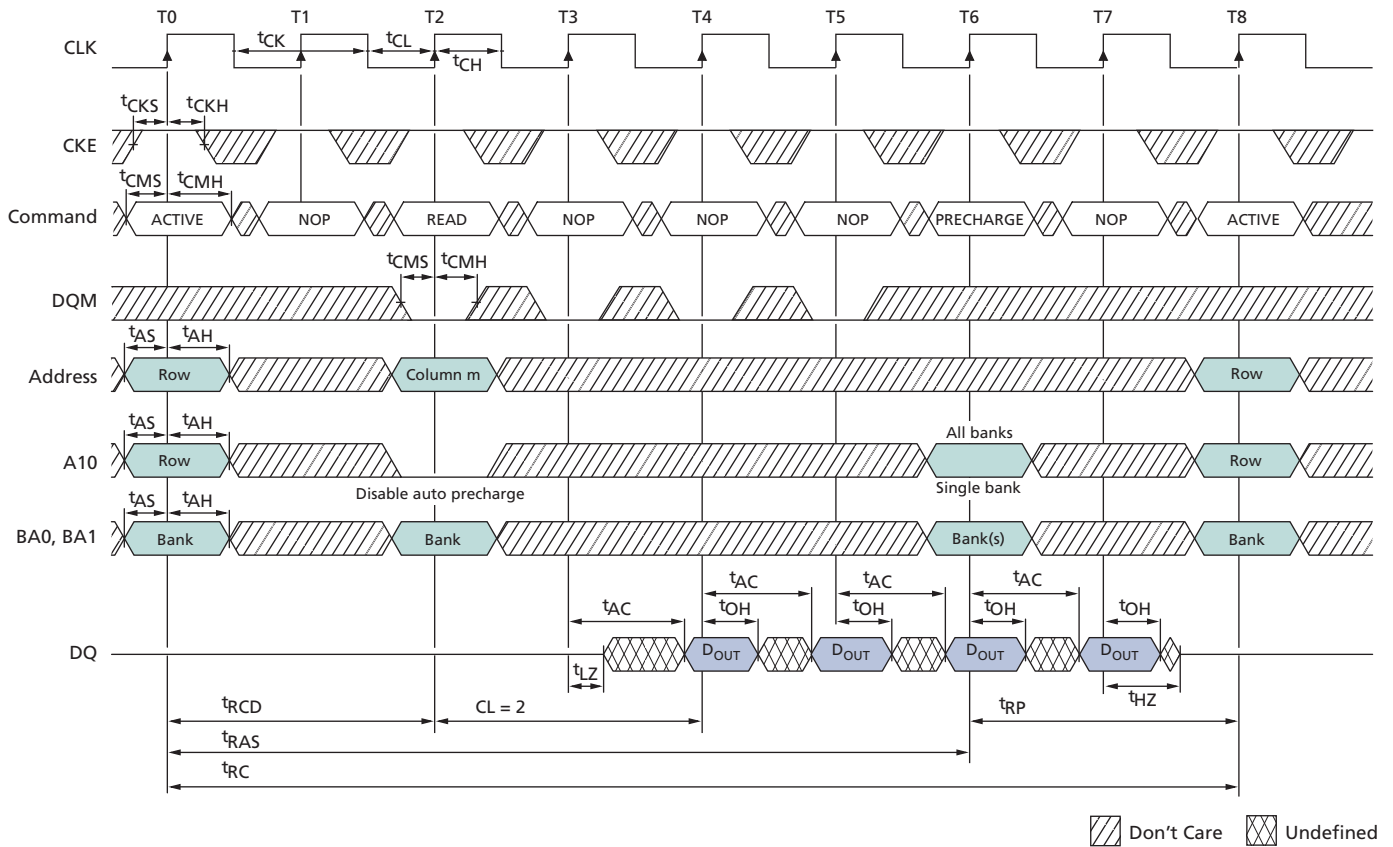 T0 T1 T2 T3 T4 T5 T6 T7 T8
CLK
tCK tCL
tCH
tCKS tCKH
CKE
tCMS tCMH
Command ACTIVE NOP READ NOP NOP NOP PRECHARGE NOP ACTIVE
tCMS tCMH
DQM
tAS tAH
Address Row Column m Row
tAS tAH
All banks
A10 Row Row
Disable auto precharge Single bank
tAS tAH
BA0, BA1 Bank Bank Bank(s) Bank
tAC tAC tAC
tAC tOH tOH tOH tOH
DQ DOUT DOUT DOUT DOUT
tLZ tHZ
tRCD CL = 2 tRP
tRAS
tRC
Don't Care Undefined